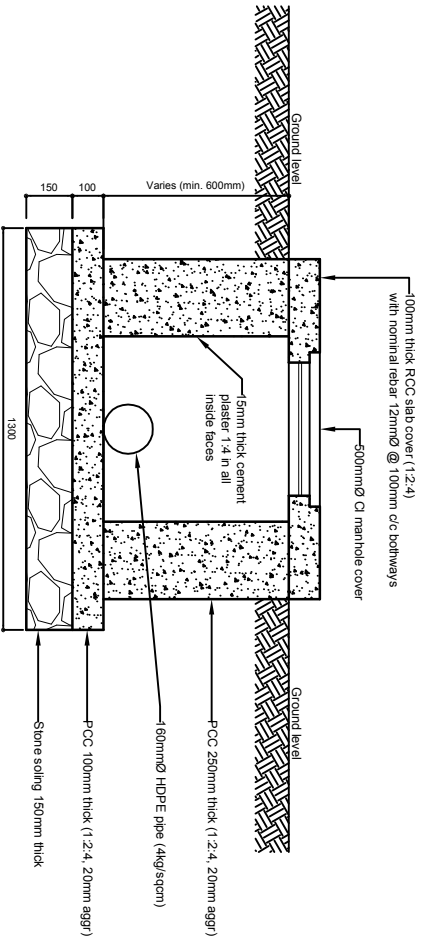 100mm thick RCC slab cover (1:2:4)
with nominal rebar 12mmØ @ 100mm c/c bothways
500mmØ CI manhole cover
Ground level
Ground level
Varies (min. 600mm)
15mm thick cement
plaster 1:4 in all
inside faces
PCC 250mm thick (1:2:4, 20mm aggr)
160mmØ HDPE pipe (4kg/sqcm)
100
PCC 100mm thick (1:2:4, 20mm aggr)
150
Stone soling 150mm thick
1300